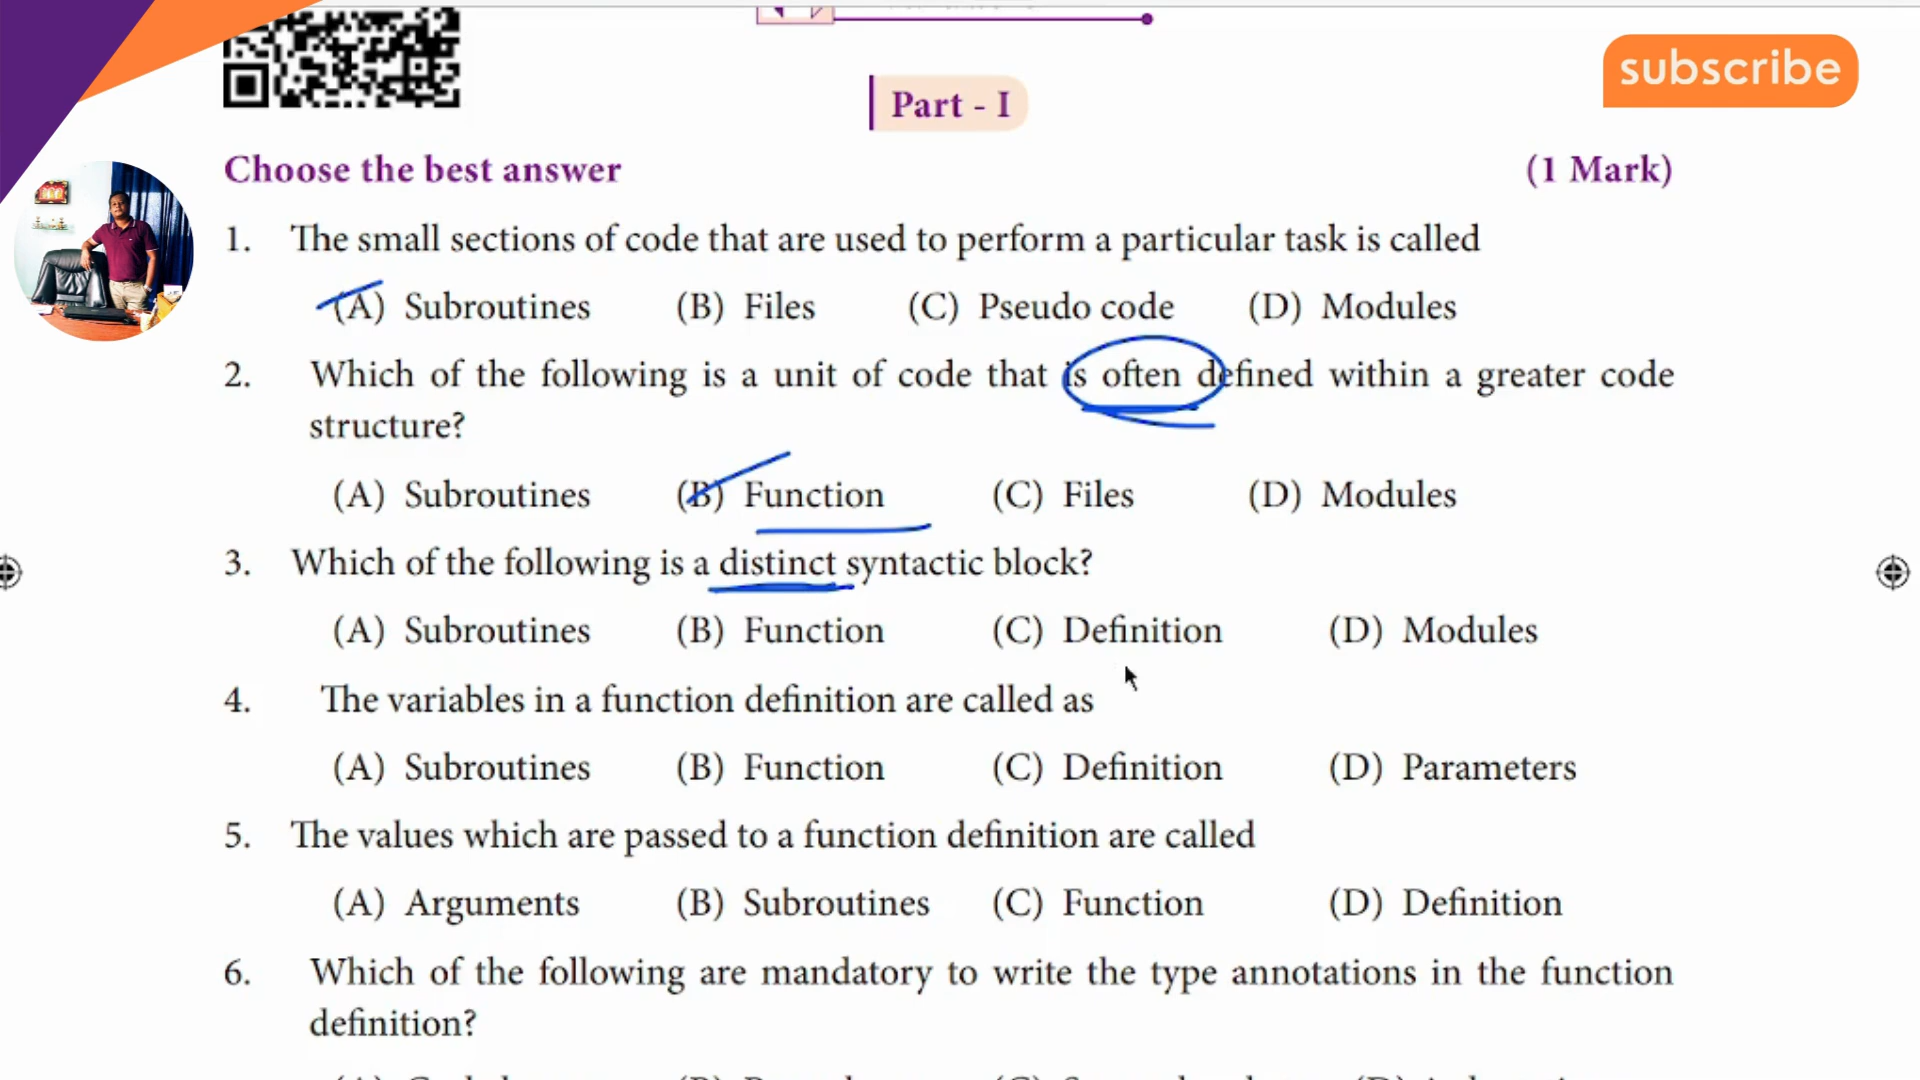 subscribe
Part - I
Choose the best answer (1 Mark)
1. The small sections of code that are used to perform a particular task is called
(A) Subroutines (B) Files (C) Pseudo code (D) Modules
2. Which of the following is a unit of code that is often defined within a greater code
structure?
(A) Subroutines (B) Function (C) Files (D) Modules
3. Which of the following is a distinct syntactic block?
(A) Subroutines (B) Function (C) Definition (D) Modules
4. The variables in a function definition are called as
(A) Subroutines (B) Function (C) Definition (D) Parameters
5. The values which are passed to a function definition are called
(A) Arguments (B) Subroutines (C) Function (D) Definition
6. Which of the following are mandatory to write the type annotations in the function
definition?